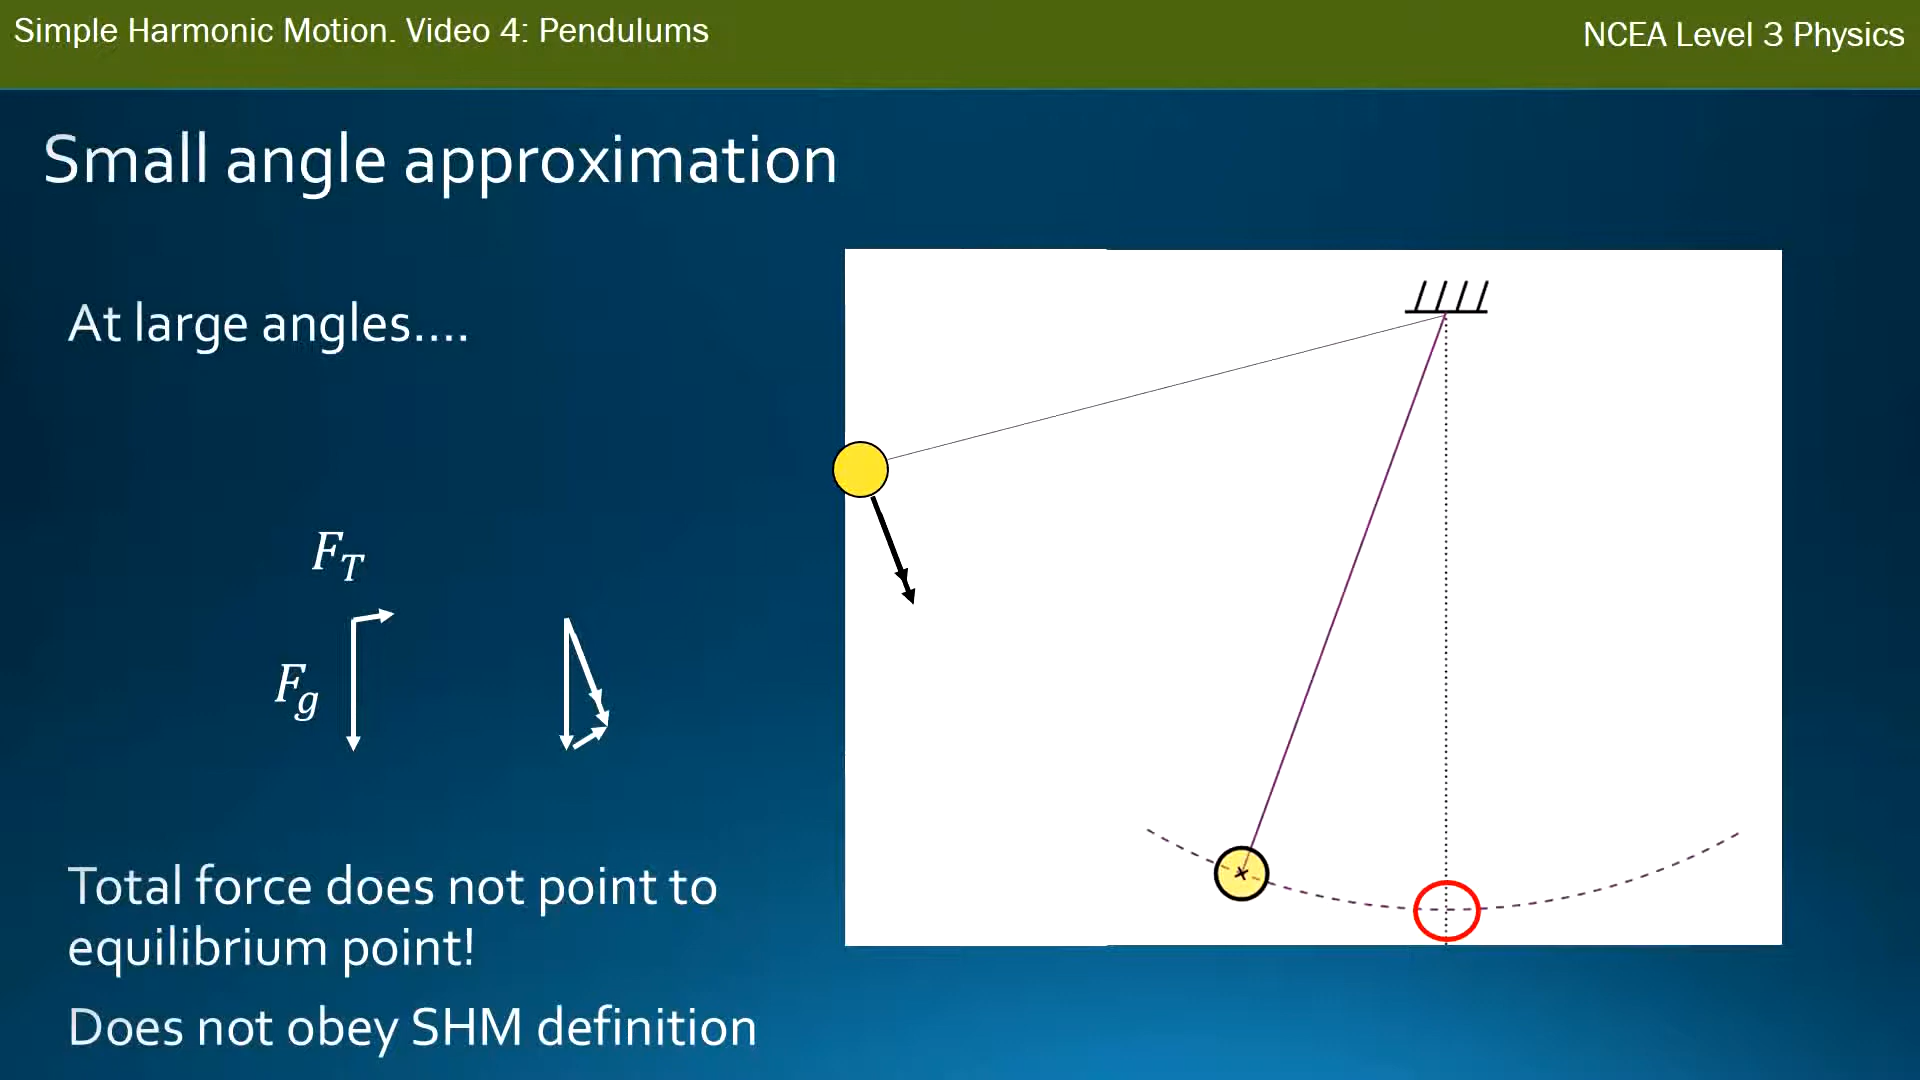 Simple Harmonic Motion. Video 4: Pendulums
NCEA Level 3 Physics
Small angle approximation
At large angles....
F_T
F_g
Total force does not point to
equilibrium point!
Does not obey SHM definition